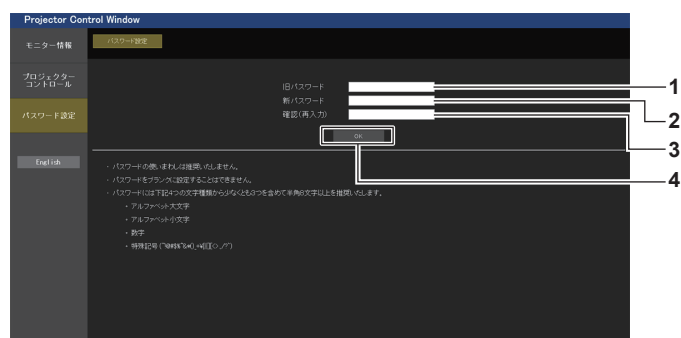 Projector Control Window
モニター情報
パスワード設定
プロジェクター
コントロール
パスワード設定
English
旧パスワード
新パスワード
確認(再入力)
OK
1
2
3
4
・パスワードの使いまわしは推奨いたしません。
・パスワードをブランクに設定することはできません。
・パスワードには下記4つの文字種類から少なくとも3つを含めて半角8文字以上を推奨いたします。
・アルファベット大文字
・アルファベット小文字
・数字
・特殊記号